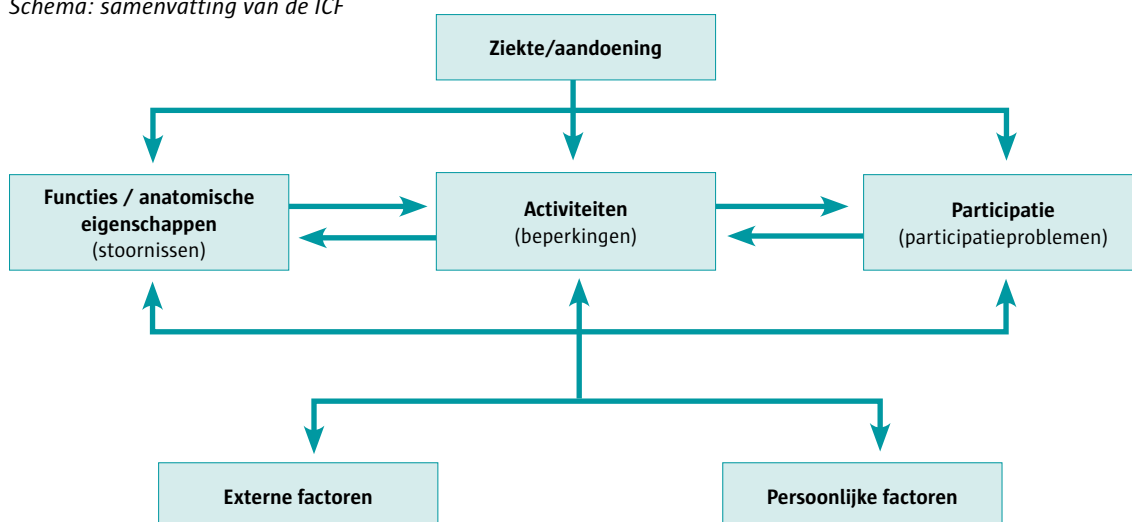 Schema: samenvatting van de ICF
Ziekte/aandoening
Functies / anatomische
eigenschappen
(stoornissen)
Activiteiten
(beperkingen)
Participatie
(participatieproblemen)
Externe factoren
Persoonlijke factoren